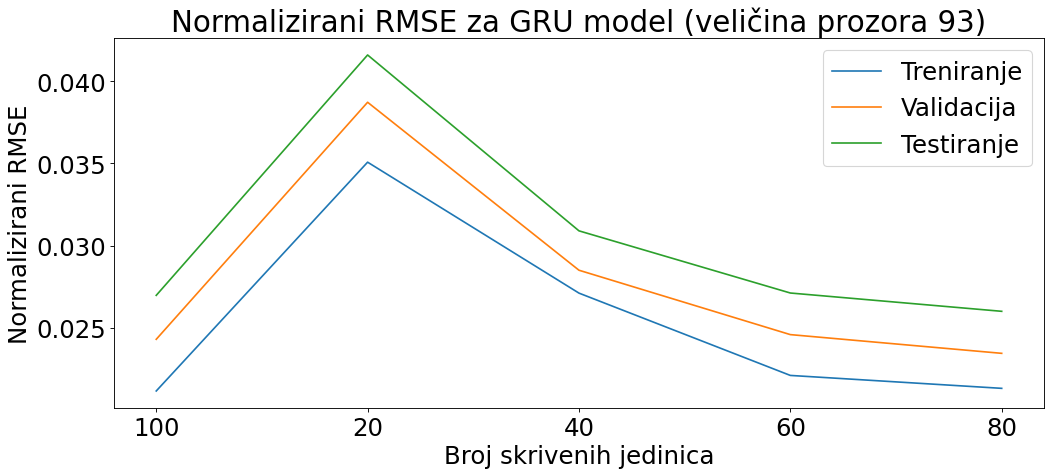 Normalizirani RMSE za GRU model (veličina prozora 93)
Treniranje
Validacija
Testiranje
Normalizirani RMSE
0.040
0.035
0.030
0.025
100 20 40 60 80
Broj skrivenih jedinica